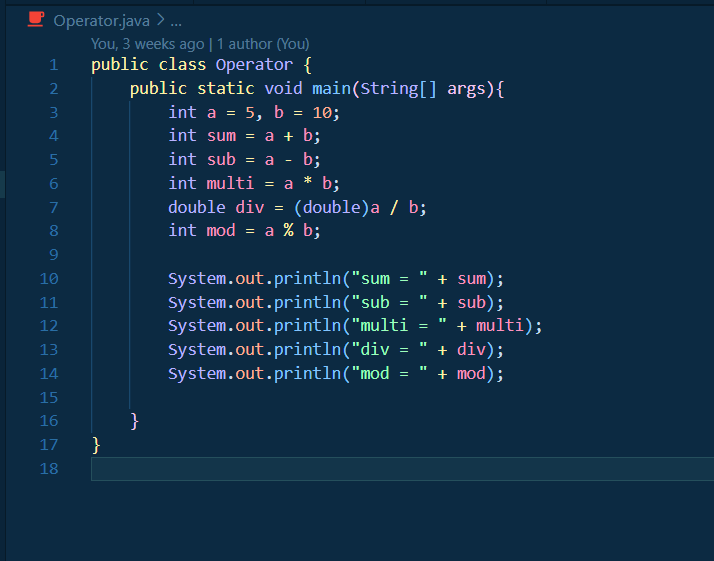 Operator.java > ...
You, 3 weeks ago | 1 author (You)
1 public class Operator {
2     public static void main(String[] args){
3         int a = 5, b = 10;
4         int sum = a + b;
5         int sub = a - b;
6         int multi = a * b;
7         double div = (double)a / b;
8         int mod = a % b;
9
10         System.out.println("sum = " + sum);
11         System.out.println("sub = " + sub);
12         System.out.println("multi = " + multi);
13         System.out.println("div = " + div);
14         System.out.println("mod = " + mod);
15
16     }
17 }
18